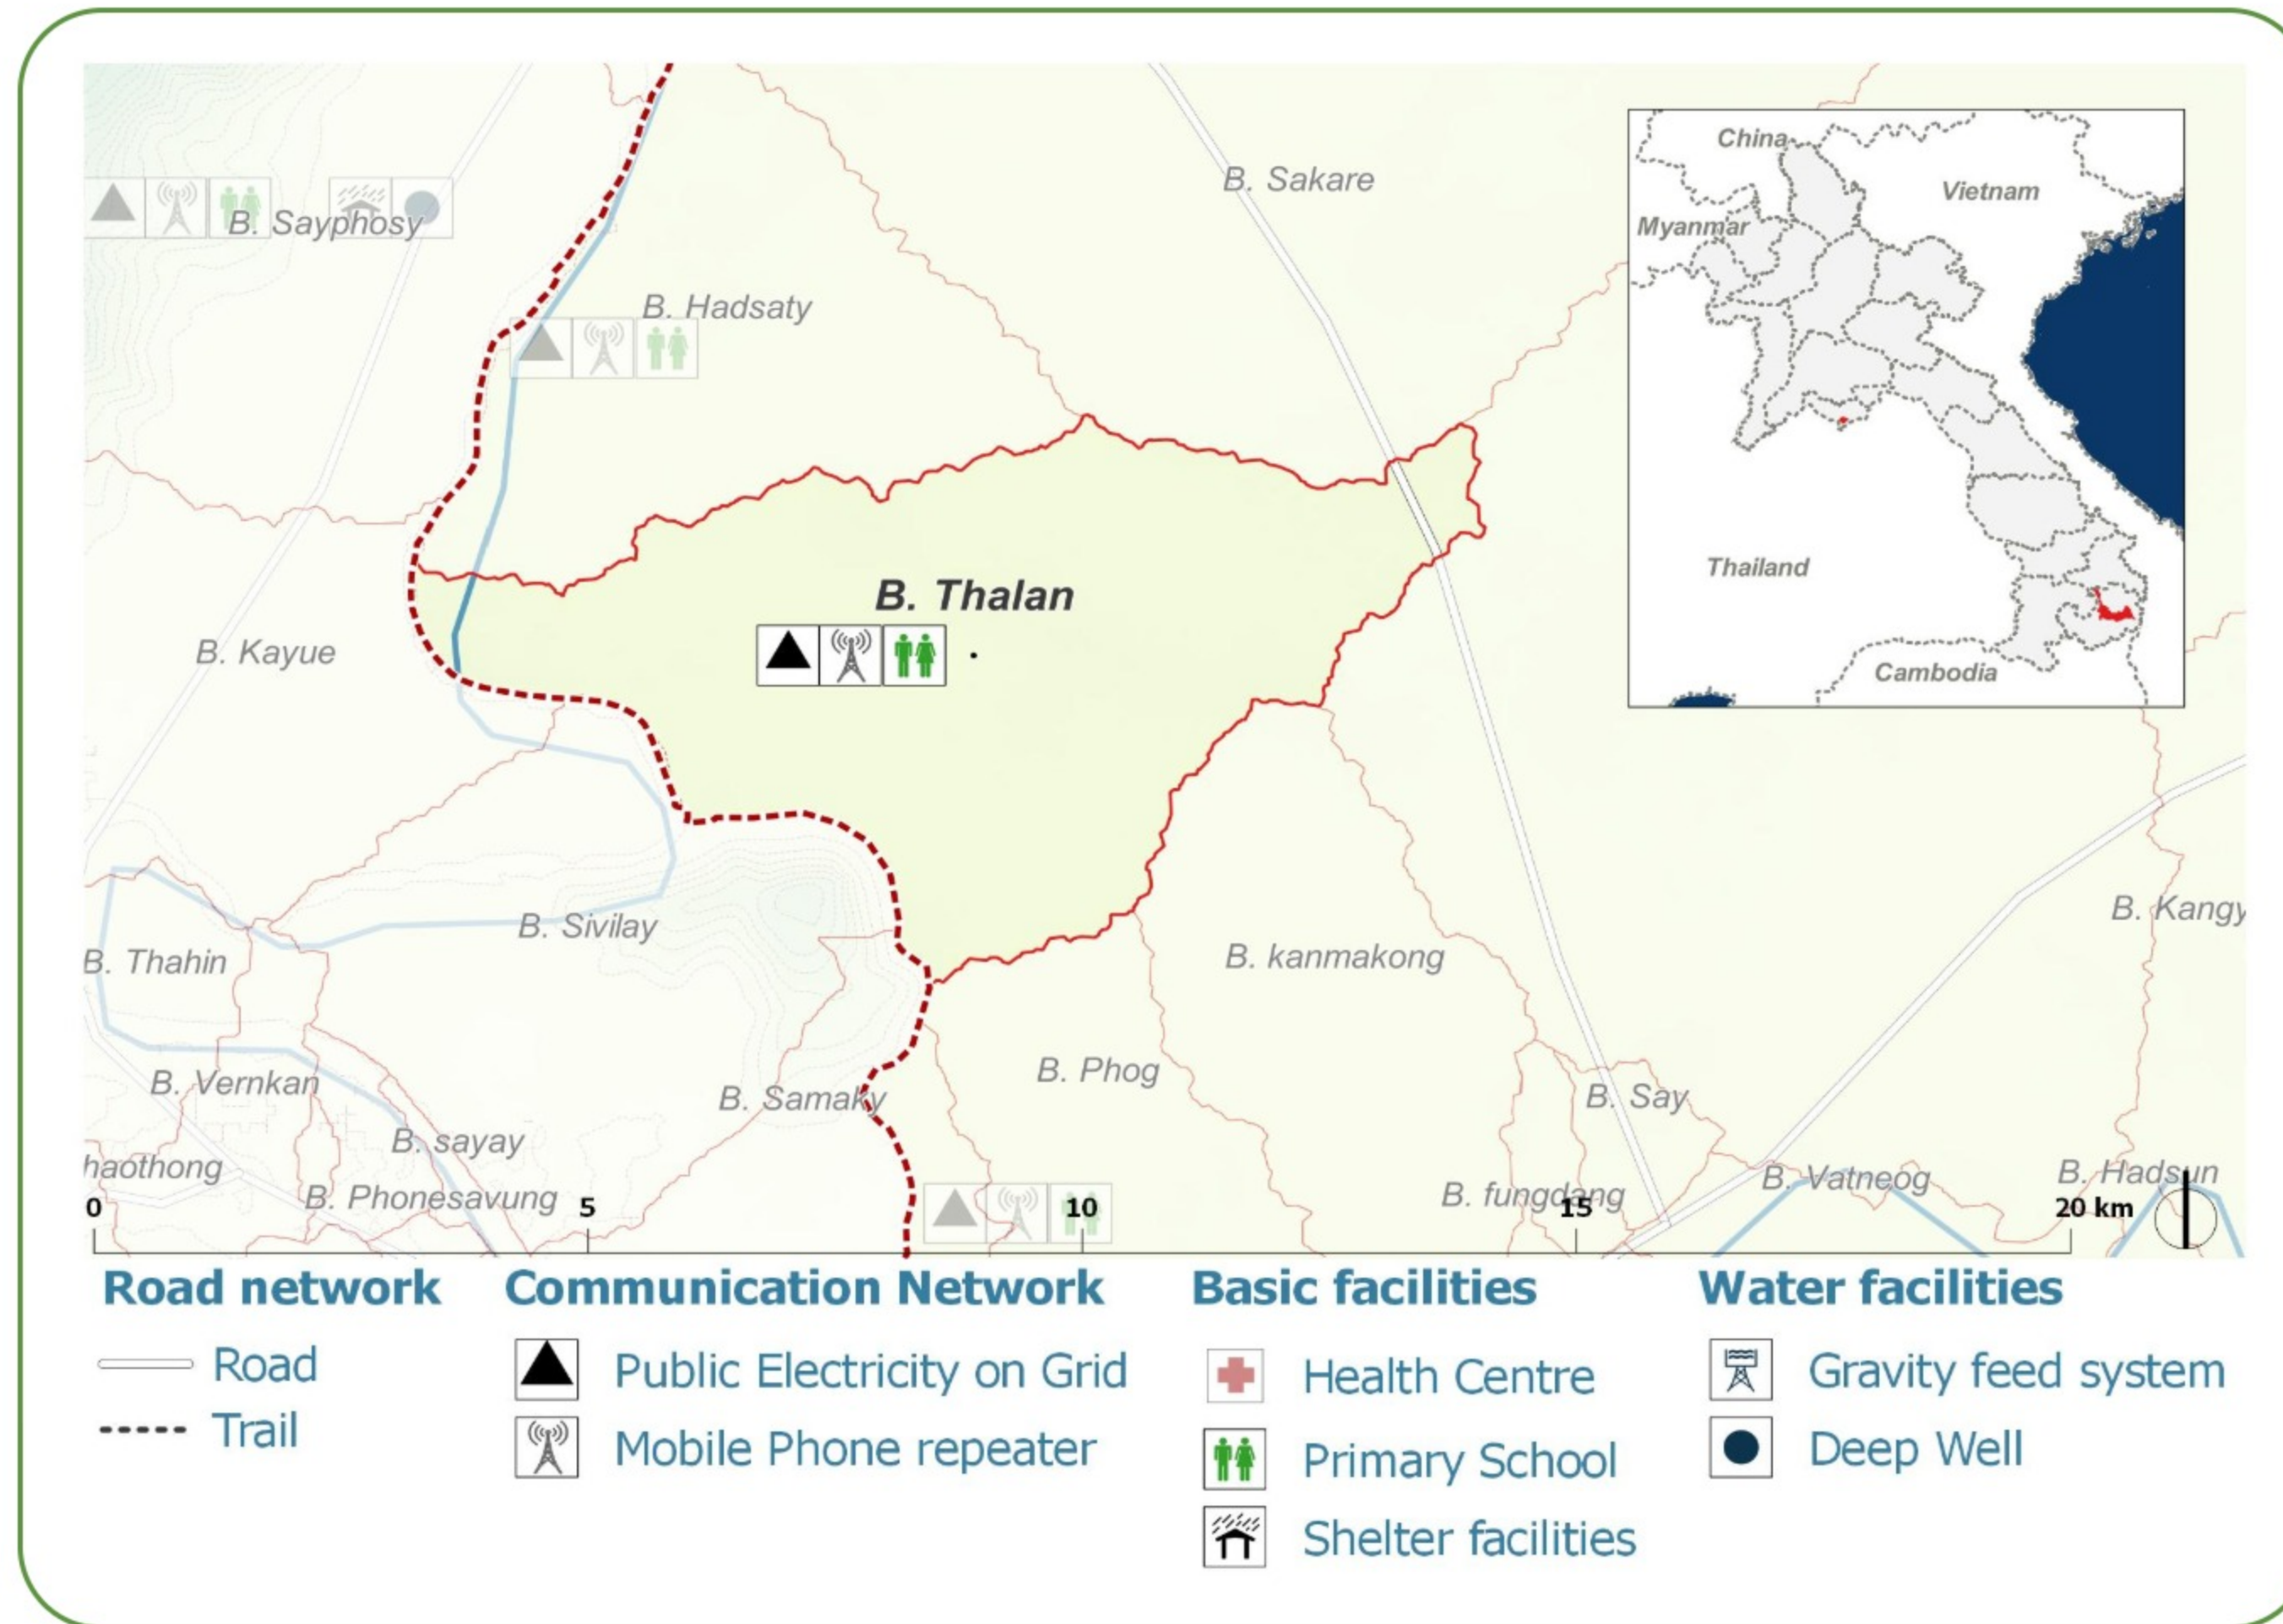 China
B. Sakare
Vietnam
B. Sayphosy
Myanmar
B. Hadsaty
Thailand
B. Thalan
B. Kayue
Cambodia
B. Kangy
B. Sivilay
B. kanmakong
B. Thahin
B. Phog
B. Vernkan
B. Samaky
B. Say
B. sayay
haothong
B. Vatneog
B. Hadsun
B. Phonesavung
B. fungdang
0 5 10 15 20 km
Road network
Road
Trail
Communication Network
Public Electricity on Grid
Mobile Phone repeater
Basic facilities
Health Centre
Primary School
Shelter facilities
Water facilities
Gravity feed system
Deep Well